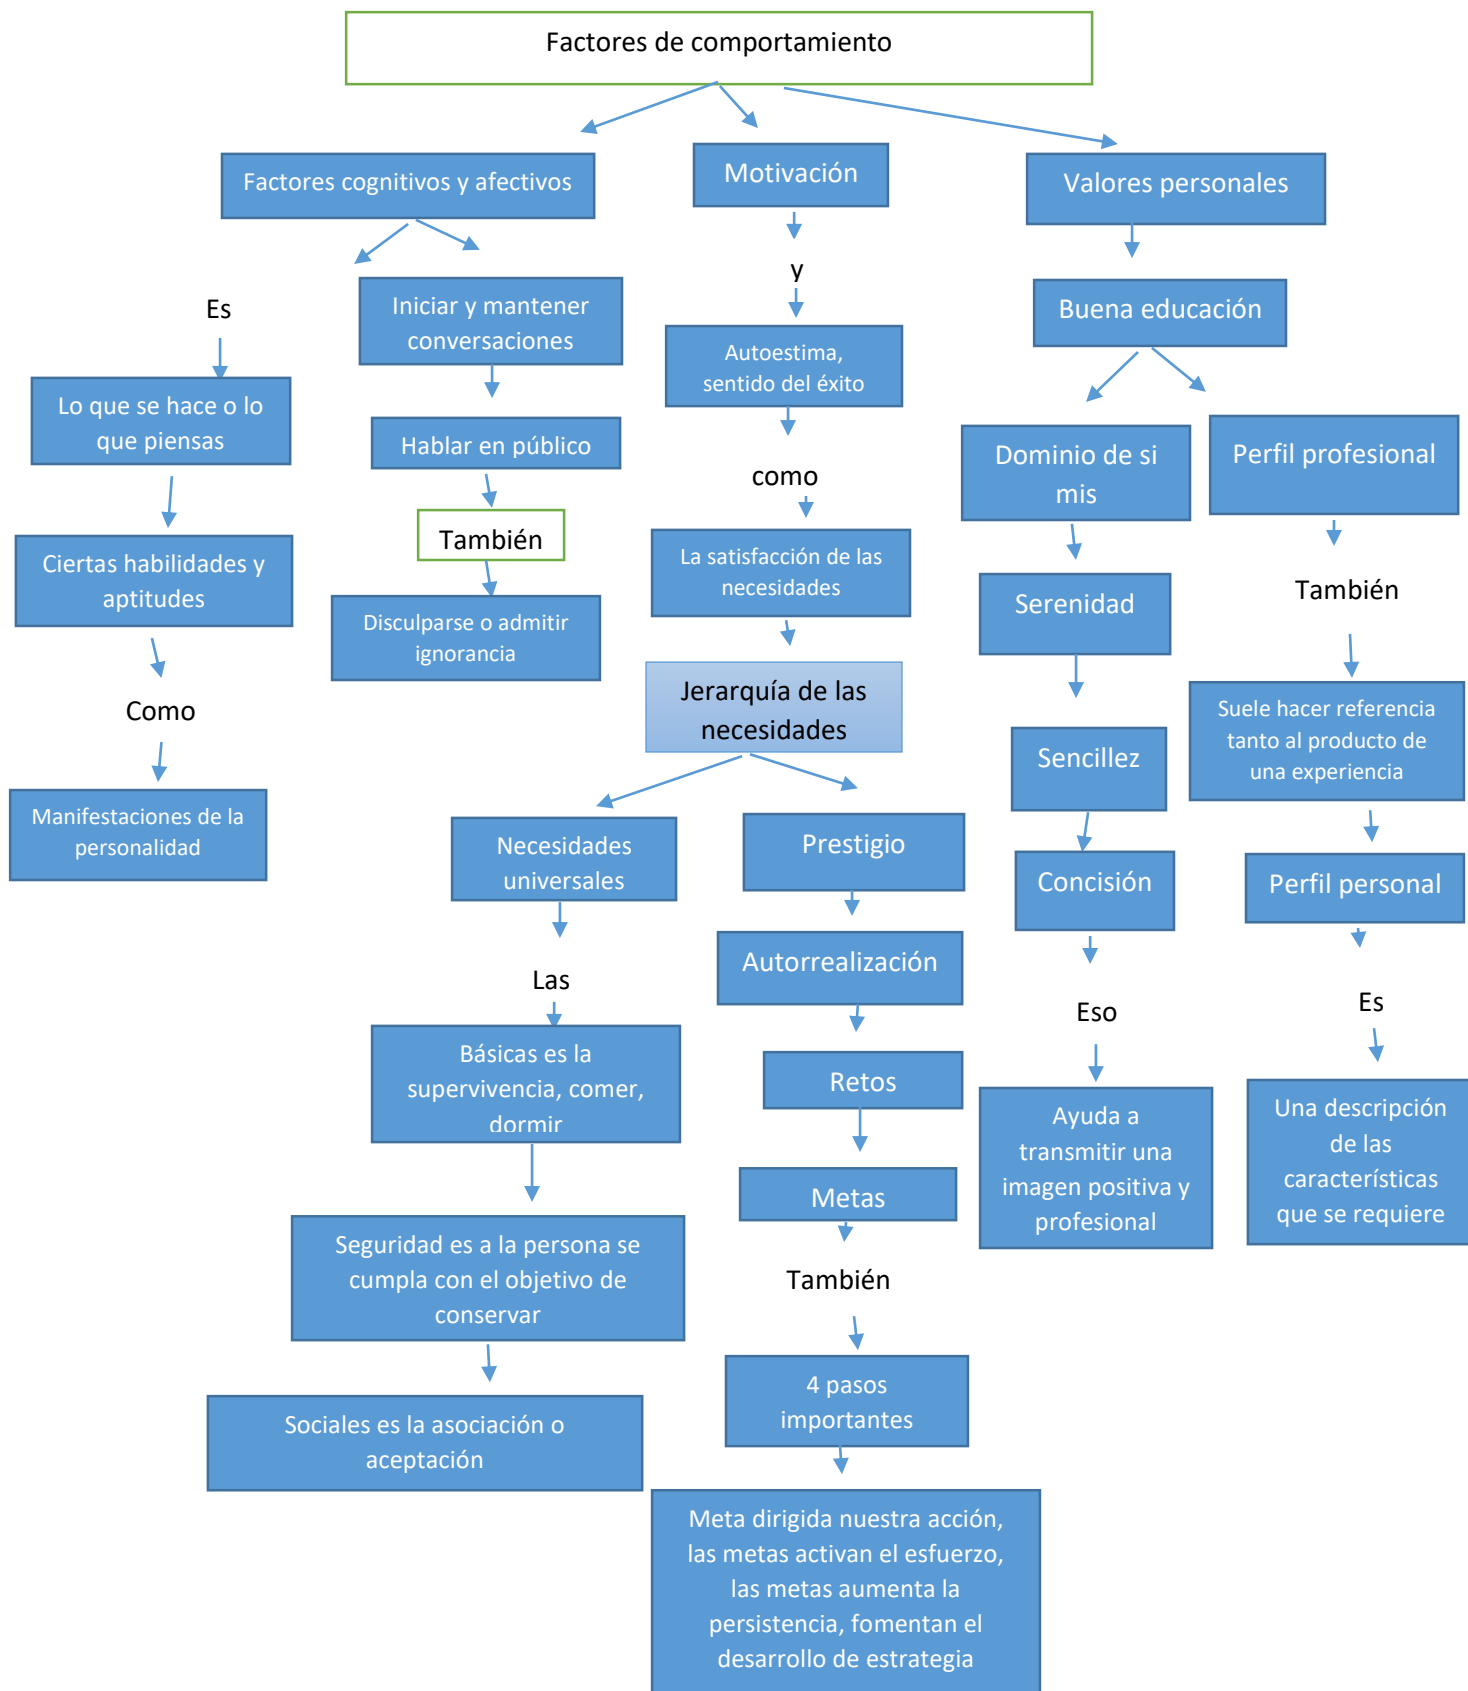 Factores de comportamiento
Factores cognitivos y afectivos
Motivación
Valores personales
Es
Lo que se hace o lo
que piensas
Ciertas habilidades y
aptitudes
Como
Manifestaciones de la
personalidad
Iniciar y mantener
conversaciones
Hablar en público
También
Disculparse o admitir
ignorancia
y
Autoestima,
sentido del éxito
como
La satisfacción de las
necesidades
Jerarquía de las
necesidades
Necesidades
universales
Las
Básicas es la
supervivencia, comer,
dormir
Seguridad es a la persona se
cumpla con el objetivo de
conservar
Sociales es la asociación o
aceptación
Prestigio
Autorrealización
Retos
Metas
También
4 pasos
importantes
Meta dirigida nuestra acción,
las metas activan el esfuerzo,
las metas aumenta la
persistencia, fomentan el
desarrollo de estrategia
Buena educación
Dominio de si
mis
Serenidad
Sencillez
Concisión
Eso
Ayuda a
transmitir una
imagen positiva y
profesional
Perfil profesional
También
Suele hacer referencia
tanto al producto de
una experiencia
Perfil personal
Es
Una descripción
de las
características
que se requiere